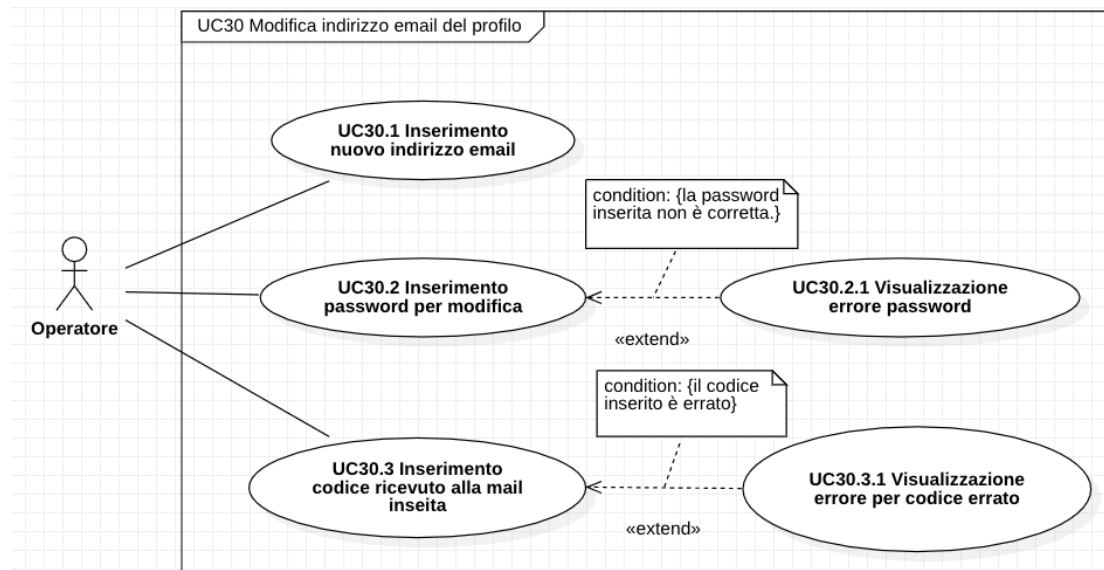 UC30 Modifica indirizzo email del profilo
UC30.1 Inserimento
nuovo indirizzo email
condition: {la password
inserita non è corretta.}
Operatore
UC30.2 Inserimento
password per modifica
UC30.2.1 Visualizzazione
errore password
«extend»
condition: {il codice
inserito è errato}
UC30.3 Inserimento
codice ricevuto alla mail
inseita
UC30.3.1 Visualizzazione
errore per codice errato
«extend»